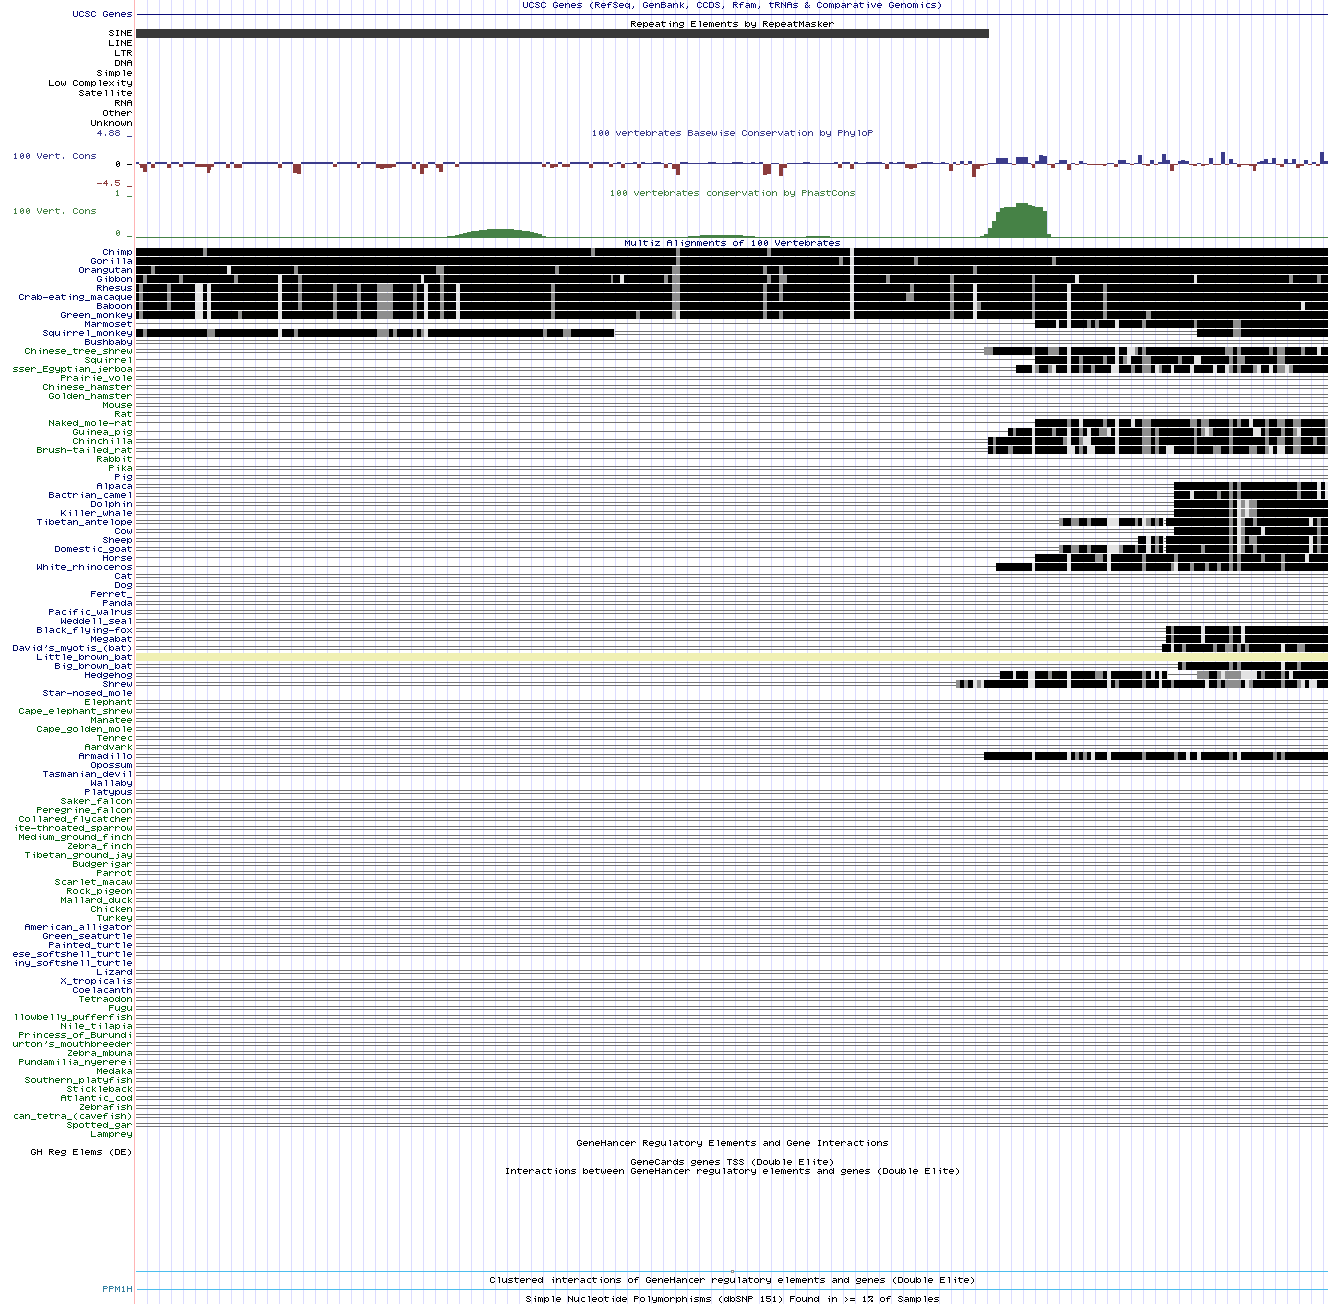 UCSC Genes (RefSeq, GenBank, CCDS, Rfam, tRNAs & Comparative Genomics)
UCSC Genes
Repeating Elements by RepeatMasker
SINE
LINE
LTR
DNA
Simple
Low Complexity
Satellite
RNA
Other
Unknown
4.88 _
100 vertebrates Basewise Conservation by PhyloP
100 Vert. Cons
0 _
-4.5 _
1 _
100 vertebrates conservation by PhastCons
100 Vert. Cons
0 _
Multiz Alignments of 100 Vertebrates
Chimp
Gorilla
Orangutan
Gibbon
Rhesus
Crab-eating_macaque
Baboon
Green_monkey
Marmoset
Squirrel_monkey
Bushbaby
Chinese_tree_shrew
Squirrel
sser_Egyptian_jerboa
Prairie_vole
Chinese_hamster
Golden_hamster
Mouse
Rat
Naked_mole-rat
Guinea_pig
Chinchilla
Brush-tailed_rat
Rabbit
Pika
Pig
Alpaca
Bactrian_camel
Dolphin
Killer_whale
Tibetan_antelope
Cow
Sheep
Domestic_goat
Horse
White_rhinoceros
Cat
Dog
Ferret_
Panda
Pacific_walrus
Weddell_seal
Black_flying-fox
Megabat
David's_myotis_(bat)
Little_brown_bat
Big_brown_bat
Hedgehog
Shrew
Star-nosed_mole
Elephant
Cape_elephant_shrew
Manatee
Cape_golden_mole
Tenrec
Aardvark
Armadillo
Opossum
Tasmanian_devil
Wallaby
Platypus
Saker_falcon
Peregrine_falcon
Collared_flycatcher
ite-throated_sparrow
Medium_ground_finch
Zebra_finch
Tibetan_ground_jay
Budgerigar
Parrot
Scarlet_macaw
Rock_pigeon
Mallard_duck
Chicken
Turkey
American_alligator
Green_seaturtle
Painted_turtle
ese_softshell_turtle
iny_softshell_turtle
Lizard
X_tropicalis
Coelacanth
Tetraodon
Fugu
llowbelly_pufferfish
Nile_tilapia
Princess_of_Burundi
urton's_mouthbreeder
Zebra_mbuna
Pundamilia_nyererei
Medaka
Southern_platyfish
Stickleback
Atlantic_cod
Zebrafish
can_tetra_(cavefish)
Spotted_gar
Lamprey
GeneHancer Regulatory Elements and Gene Interactions
GH Reg Elems (DE)
GeneCards genes TSS (Double Elite)
Interactions between GeneHancer regulatory elements and genes (Double Elite)
Clustered interactions of GeneHancer regulatory elements and genes (Double Elite)
PPM1H
Simple Nucleotide Polymorphisms (dbSNP 151) Found in >= 1% of Samples